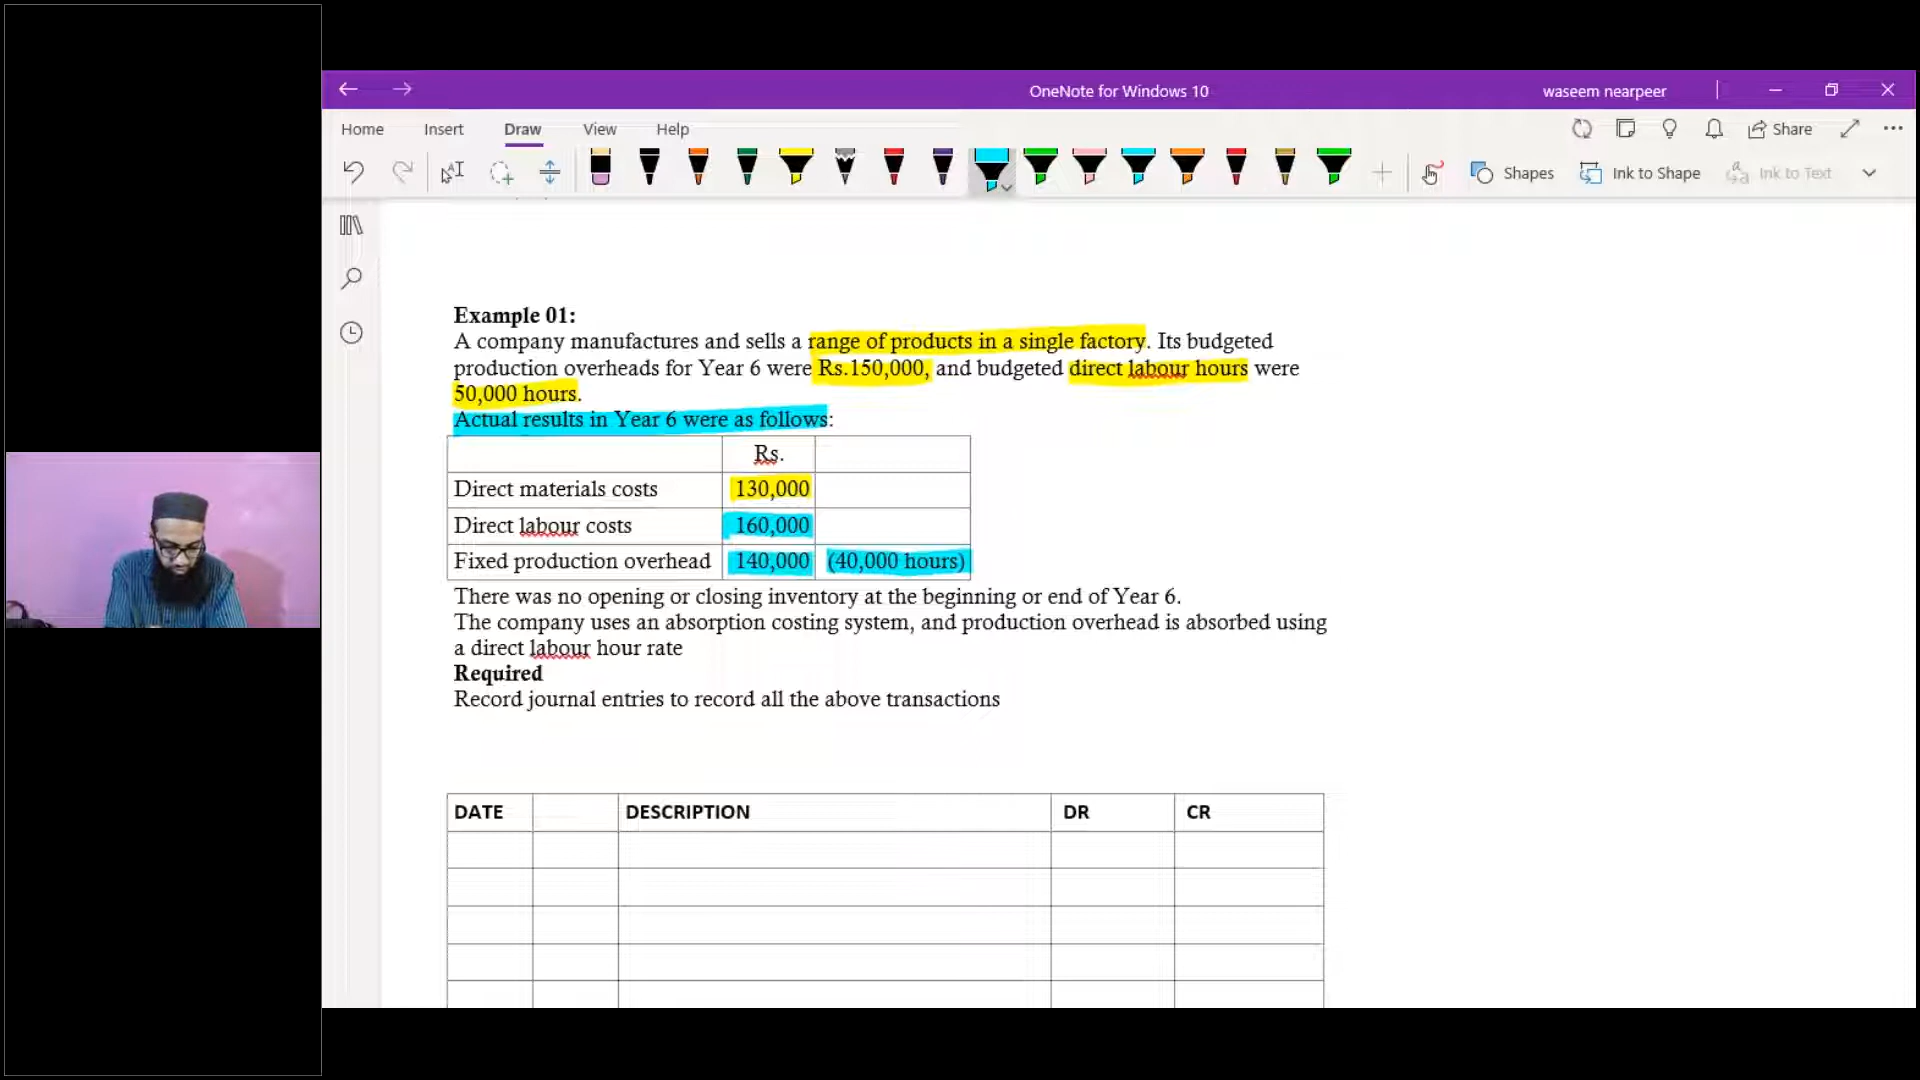 OneNote for Windows 10
waseem nearpeer
Home Insert Draw View Help
Share
Shapes Ink to Shape Ink to Text
Example 01:
A company manufactures and sells a range of products in a single factory. Its budgeted
production overheads for Year 6 were Rs.150,000, and budgeted direct labour hours were
50,000 hours.
Actual results in Year 6 were as follows:
Rs.
Direct materials costs 130,000
Direct labour costs 160,000
Fixed production overhead 140,000 (40,000 hours)
There was no opening or closing inventory at the beginning or end of Year 6.
The company uses an absorption costing system, and production overhead is absorbed using
a direct labour hour rate
Required
Record journal entries to record all the above transactions
DATE DESCRIPTION DR CR